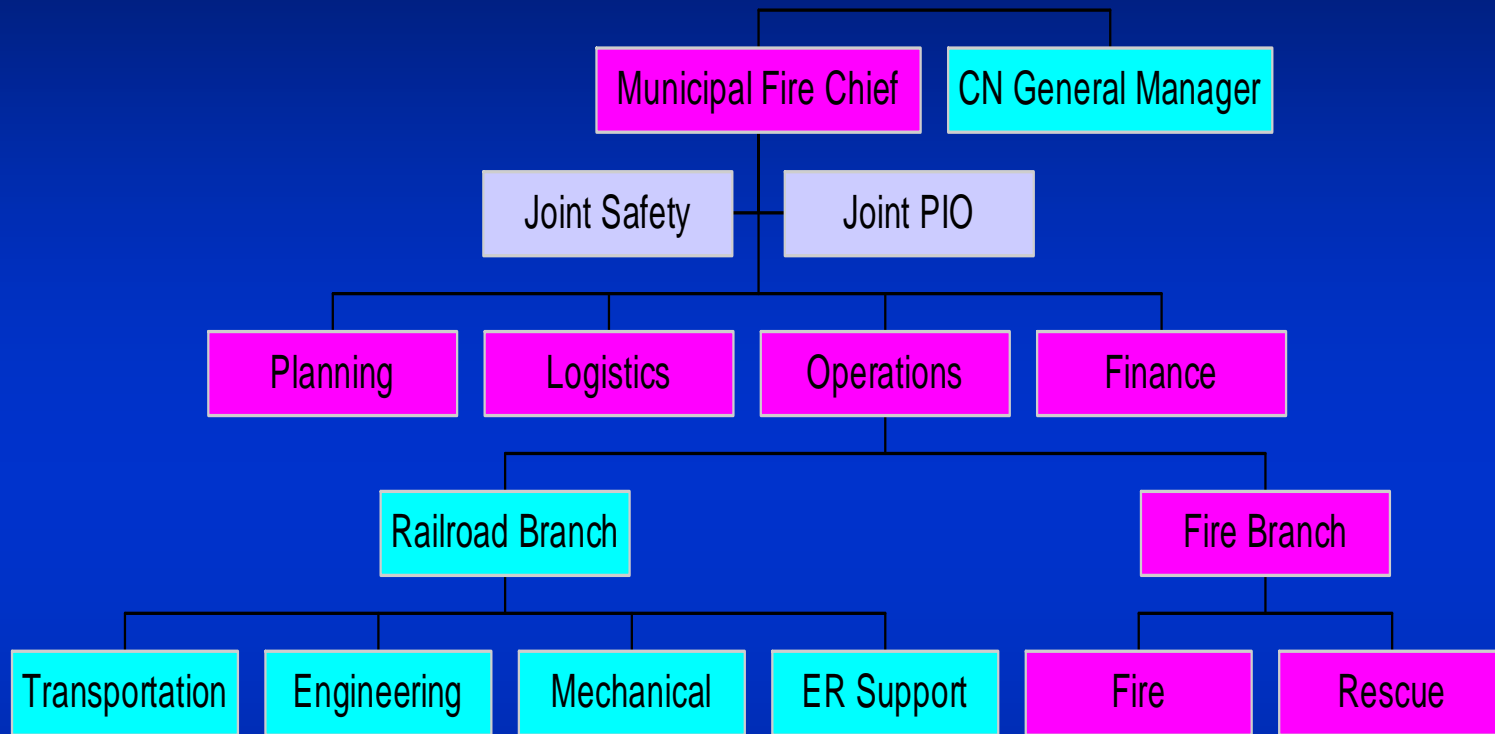 Municipal Fire Chief
CN General Manager
Joint Safety
Joint PIO
Planning
Logistics
Operations
Finance
Railroad Branch
Fire Branch
Transportation
Engineering
Mechanical
ER Support
Fire
Rescue